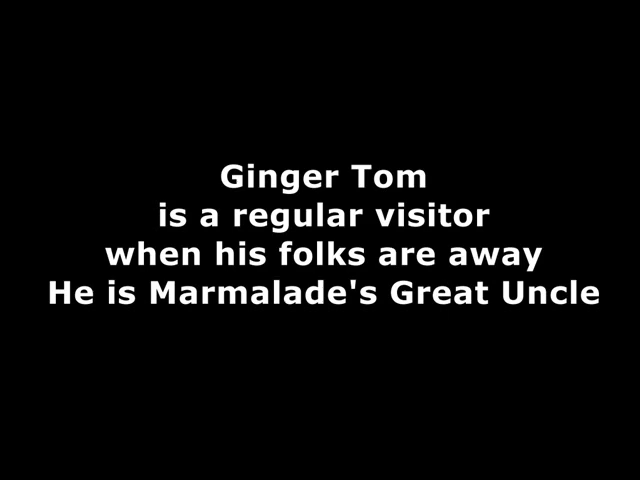 Ginger Tom
is a regular visitor
when his folks are away
He is Marmalade's Great Uncle